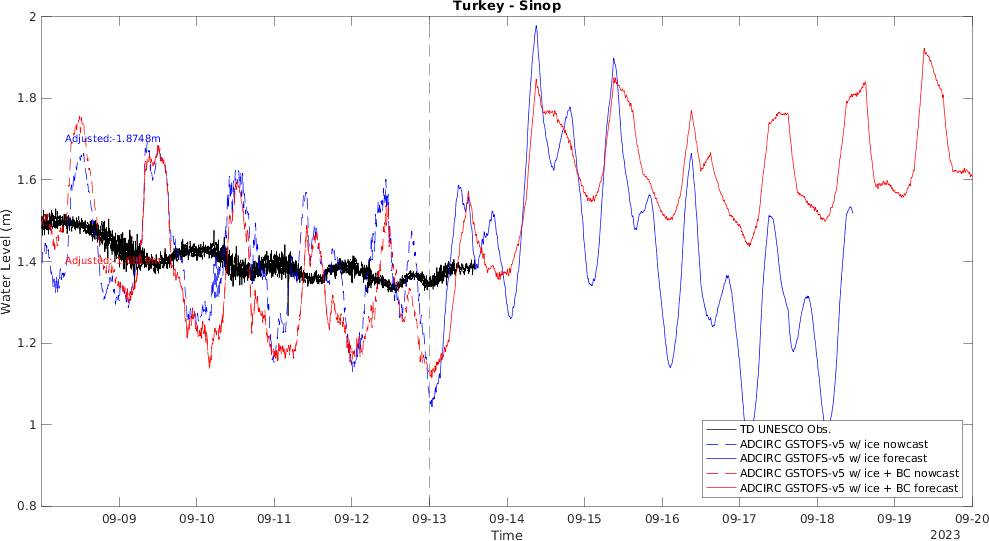 Turkey - Sinop
Water Level (m)
2
1.8
1.6
1.4
1.2
1
0.8
Adjusted:-1.8748m
Adjusted:-
09-09
09-10
09-11
09-12
09-13
09-14
09-15
09-16
09-17
09-18
09-19
09-20
Time
2023
TD UNESCO Obs.
ADCIRC GSTOFS-v5 w/ ice nowcast
ADCIRC GSTOFS-v5 w/ ice forecast
ADCIRC GSTOFS-v5 w/ ice + BC nowcast
ADCIRC GSTOFS-v5 w/ ice + BC forecast